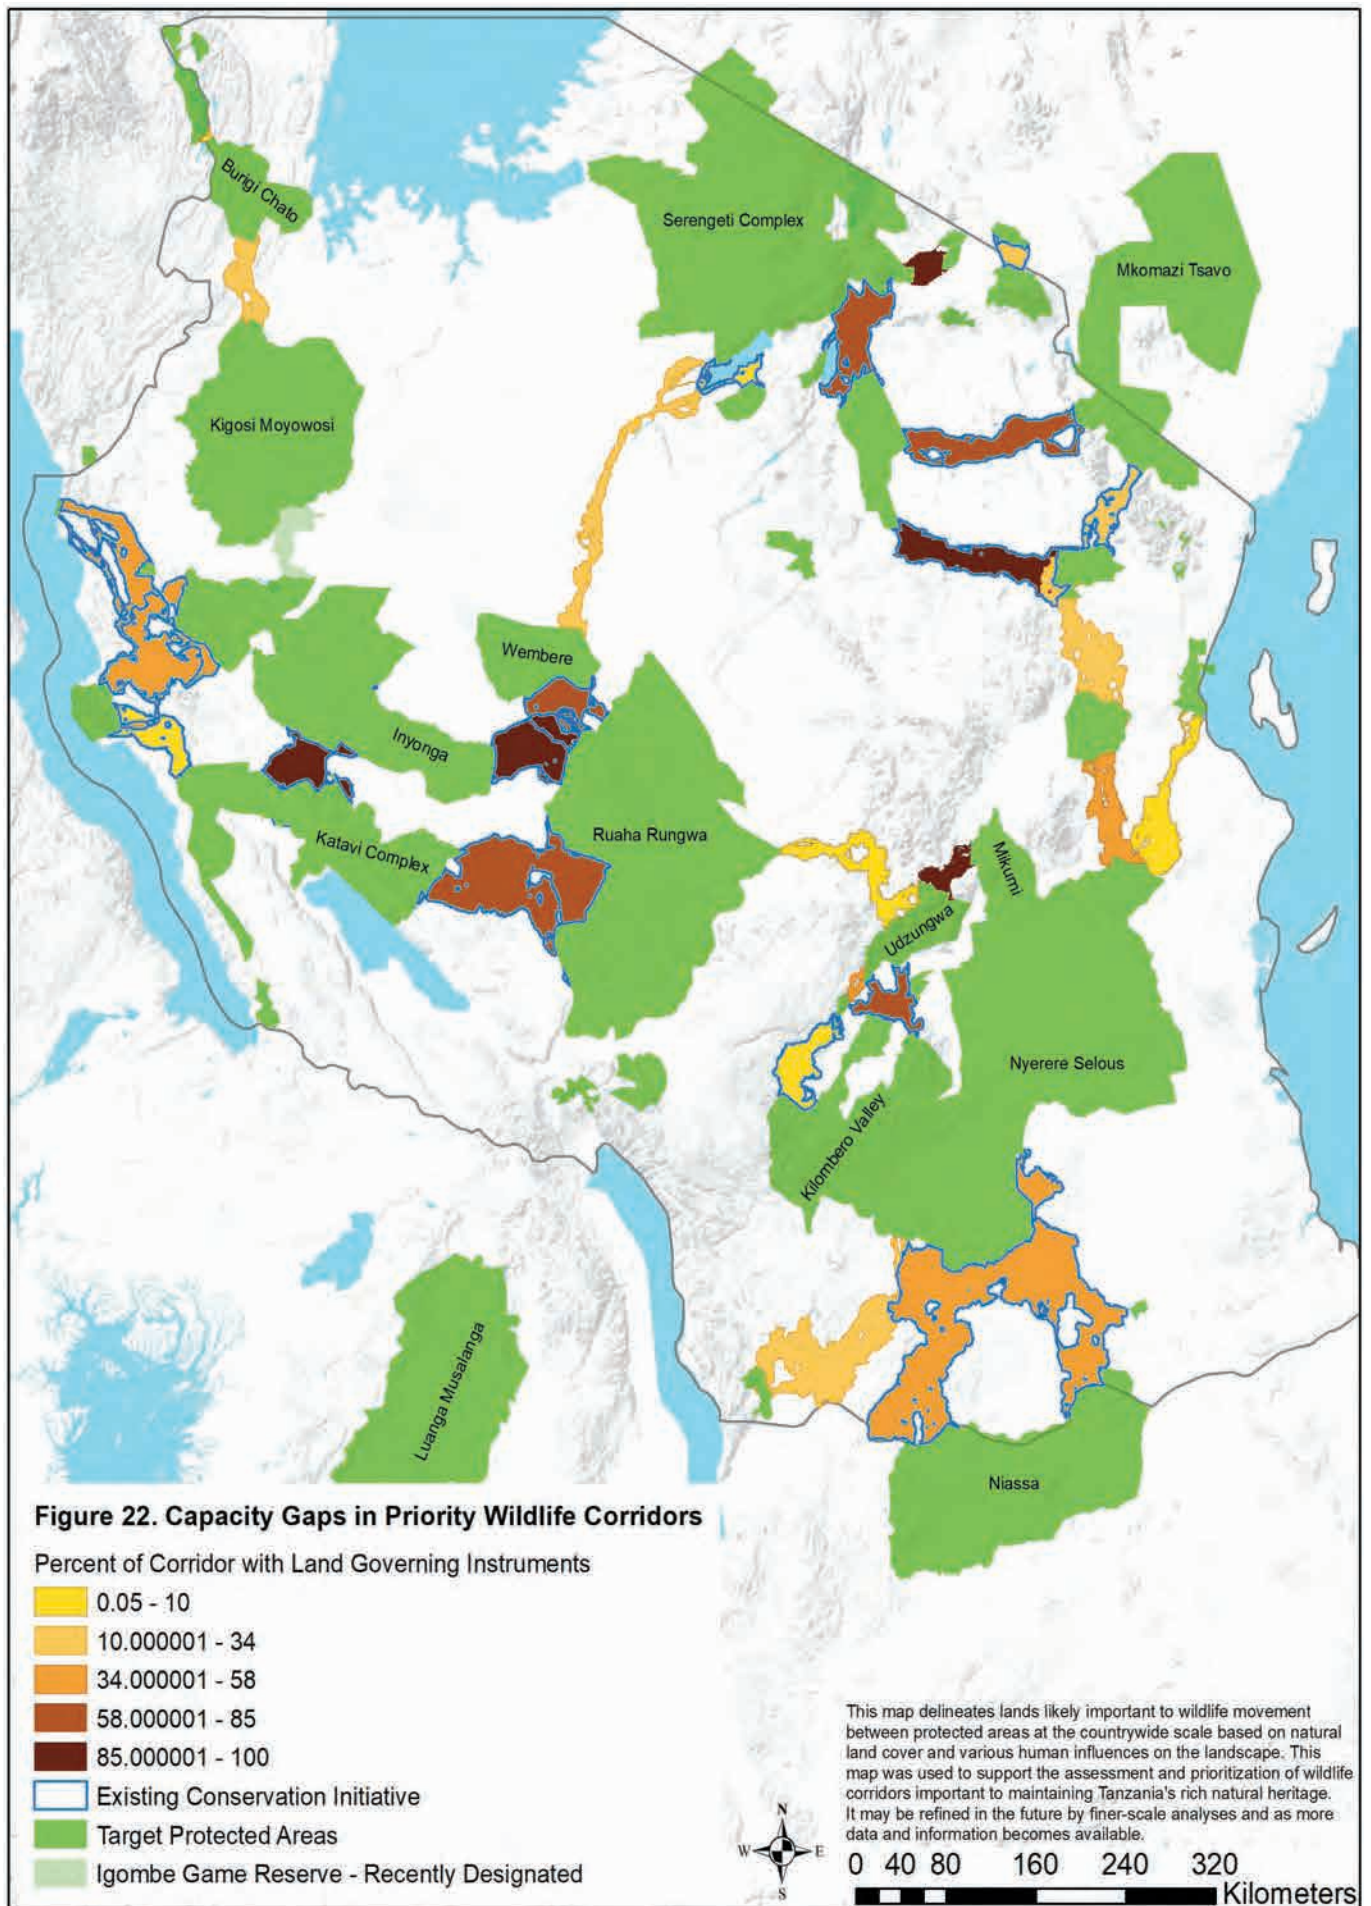 Burigi Chato
Serengeti Complex
Mkomazi Tsavo
Kigosi Moyowosi
Wembere
Inyonga
Katavi Complex
Ruaha Rungwa
Mikumi
Udzungwa
Nyerere Selous
Kilombero Valley
Luanga Musalanga
Niassa
Figure 22. Capacity Gaps in Priority Wildlife Corridors
Percent of Corridor with Land Governing Instruments
0.05 - 10
10.000001 - 34
34.000001 - 58
58.000001 - 85
85.000001 - 100
Existing Conservation Initiative
Target Protected Areas
Igombe Game Reserve - Recently Designated
This map delineates lands likely important to wildlife movement
between protected areas at the countrywide scale based on natural
land cover and various human influences on the landscape. This
map was used to support the assessment and prioritization of wildlife
corridors important to maintaining Tanzania's rich natural heritage.
It may be refined in the future by finer-scale analyses and as more
data and information becomes available.
N
W E
S
0 40 80 160 240 320
Kilometers